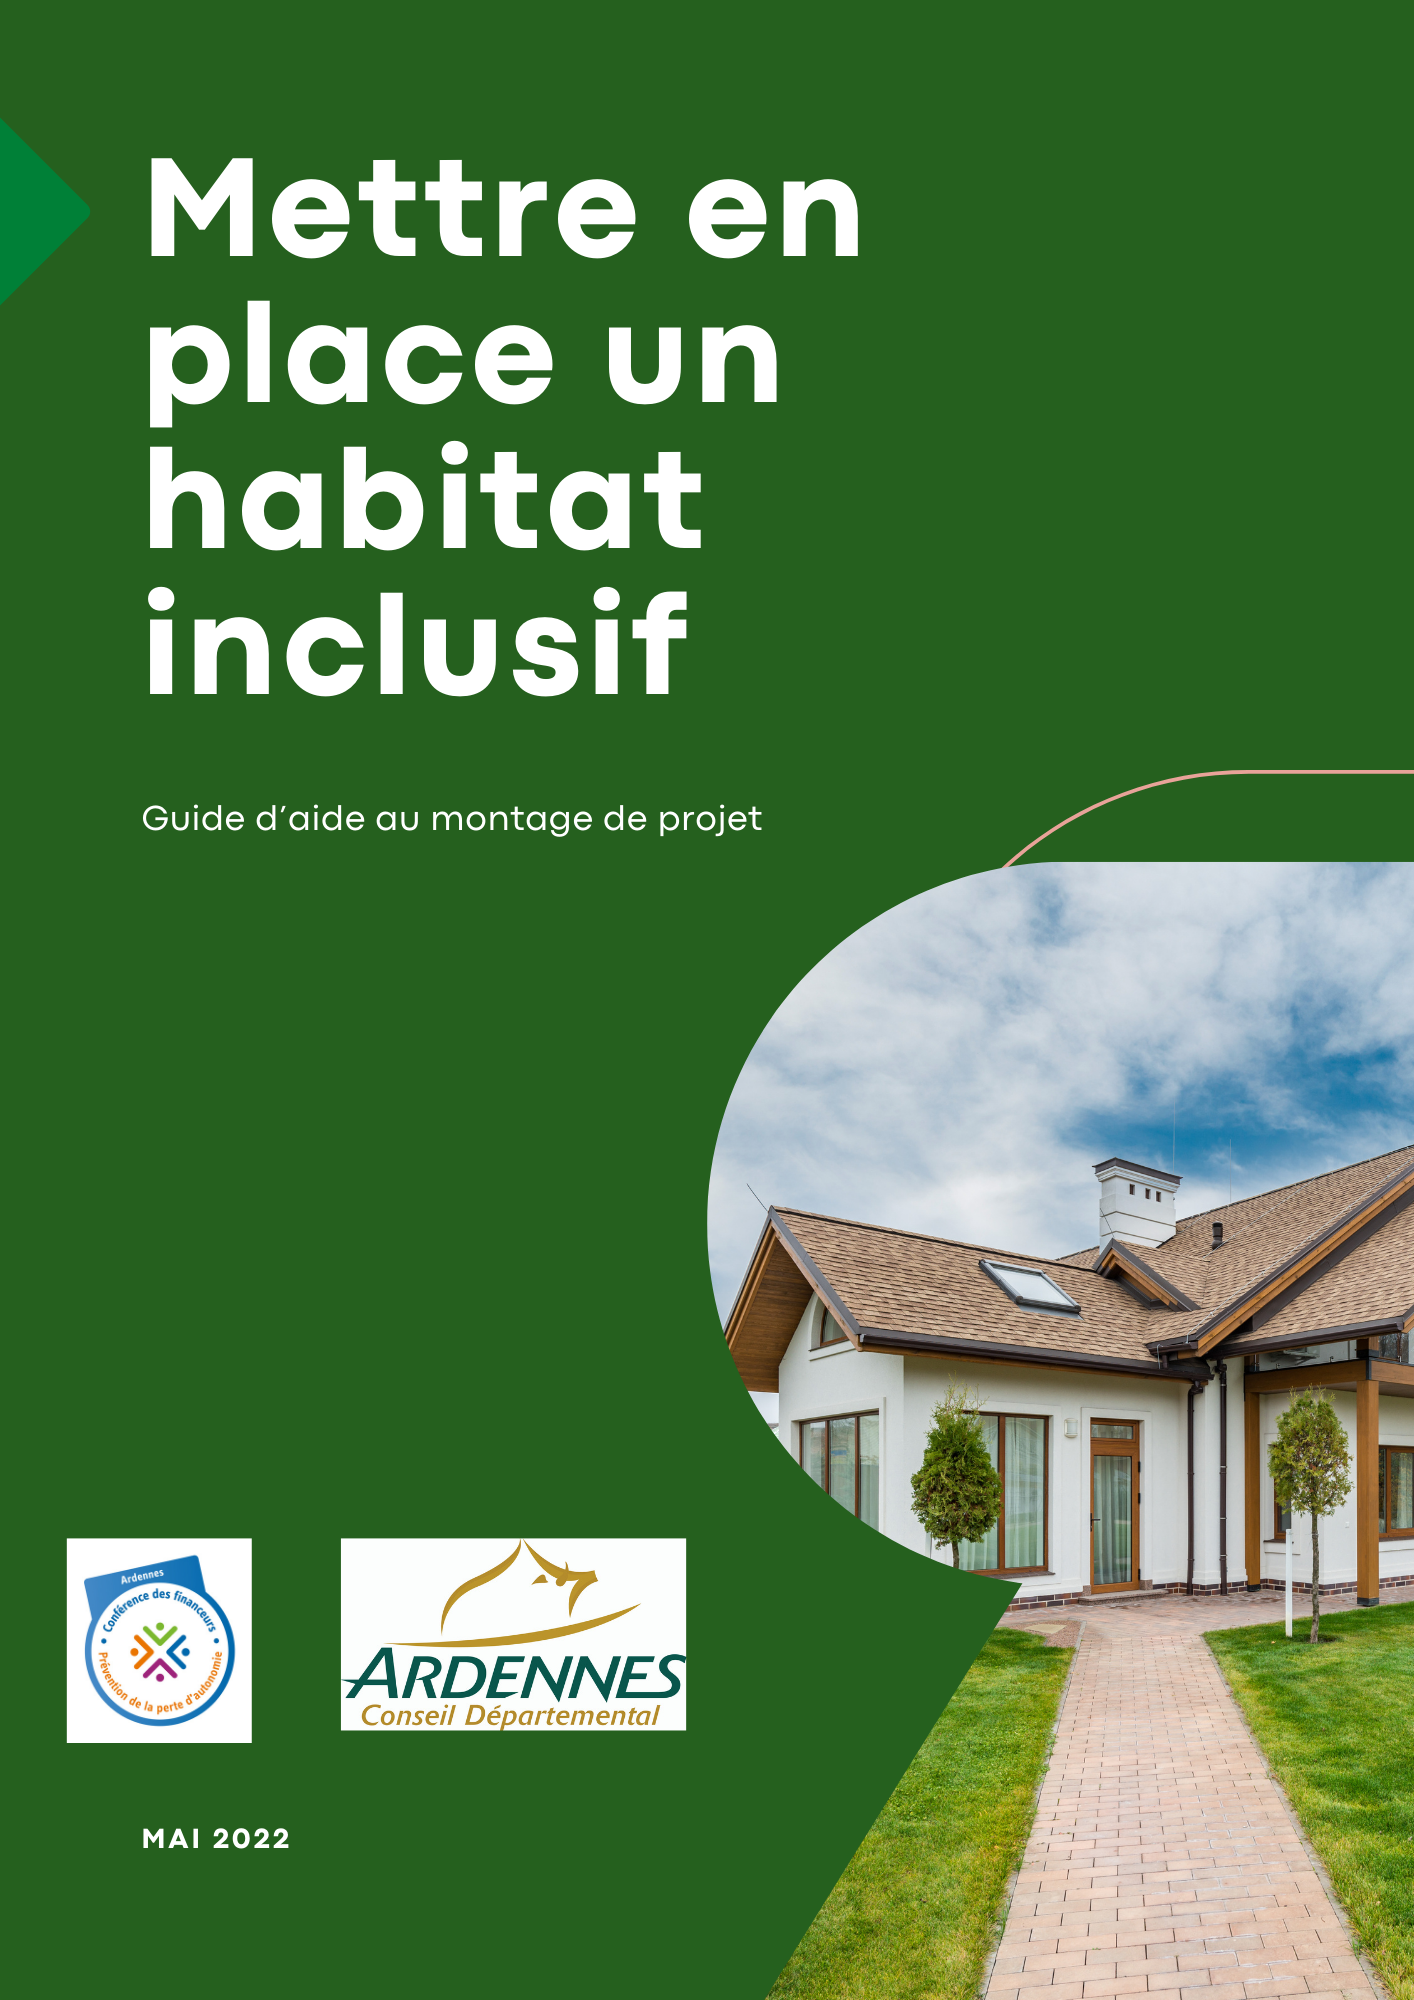 Mettre en
place un
habitat
inclusif
Guide d’aide au montage de projet
Ardennes
• Conférence des financeurs •
Prévention de la perte d'autonomie
ARDENNES
Conseil Départemental
MAI 2022